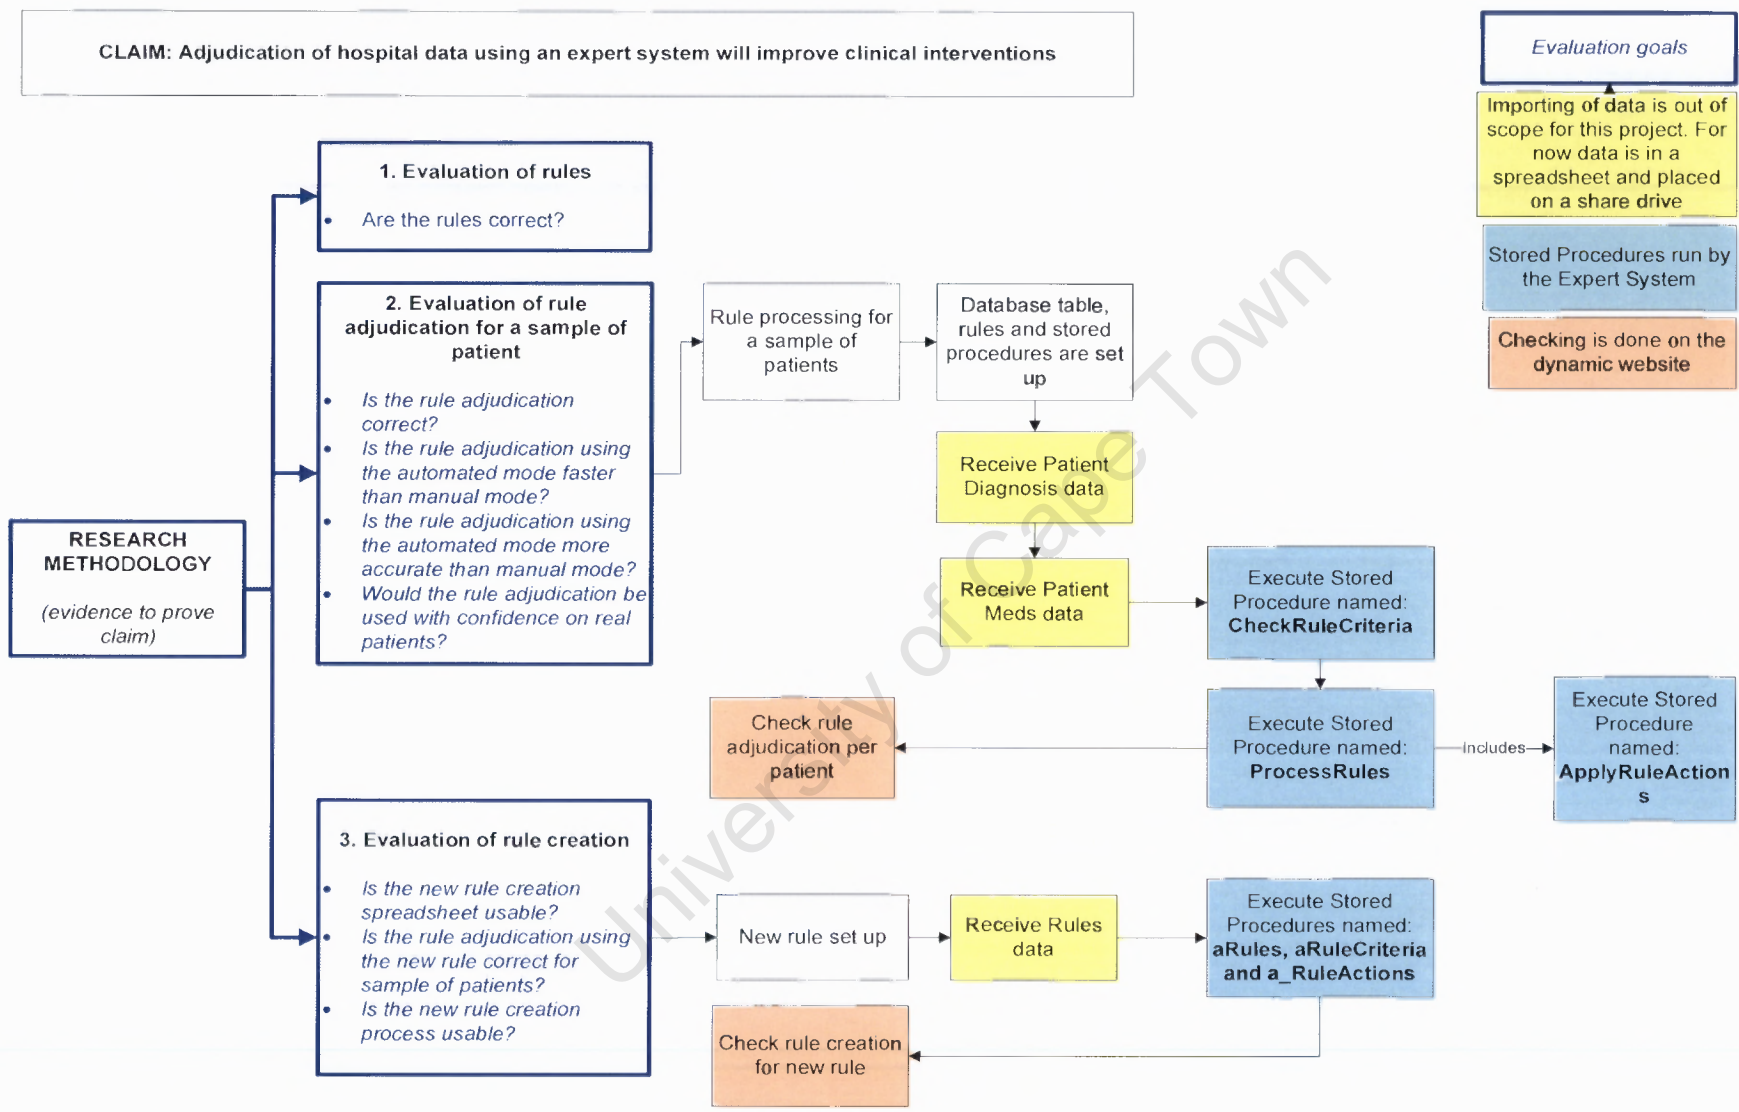 CLAIM: Adjudication of hospital data using an expert system will improve clinical interventions
Evaluation goals
Importing of data is out of
scope for this project. For
now data is in a
spreadsheet and placed
on a share drive
Stored Procedures run by
the Expert System
Checking is done on the
dynamic website
RESEARCH
METHODOLOGY
(evidence to prove
claim)
1. Evaluation of rules
• Are the rules correct?
2. Evaluation of rule
adjudication for a sample of
patient
• Is the rule adjudication
correct?
• Is the rule adjudication using
the automated mode faster
than manual mode?
• Is the rule adjudication using
the automated mode more
accurate than manual mode?
• Would the rule adjudication be
used with confidence on real
patients?
Rule processing for
a sample of
patients
Database table,
rules and stored
procedures are set
up
Receive Patient
Diagnosis data
Receive Patient
Meds data
Execute Stored
Procedure named:
CheckRuleCriteria
Execute Stored
Procedure named:
ProcessRules
Includes
Execute Stored
Procedure
named:
ApplyRuleAction
s
Check rule
adjudication per
patient
3. Evaluation of rule creation
• Is the new rule creation
spreadsheet usable?
• Is the rule adjudication using
the new rule correct for
sample of patients?
• Is the new rule creation
process usable?
New rule set up
Receive Rules
data
Execute Stored
Procedures named:
aRules, aRuleCriteria
and a_RuleActions
Check rule creation
for new rule
University of Cape Town